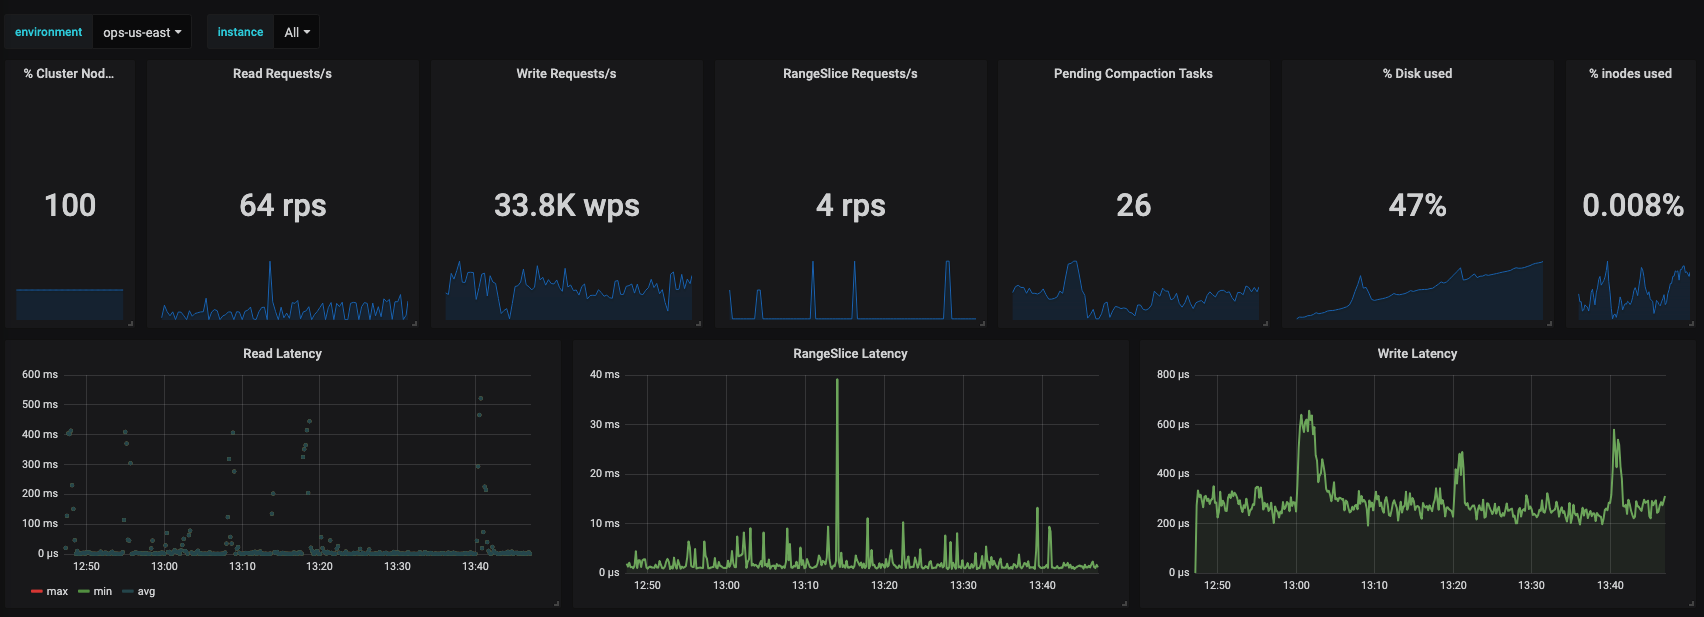 environment ops-us-east instance All
% Cluster Nod... Read Requests/s Write Requests/s RangeSlice Requests/s Pending Compaction Tasks % Disk used % inodes used
100 64 rps 33.8K wps 4 rps 26 47% 0.008%
Read Latency
600 ms
500 ms
400 ms
300 ms
200 ms
100 ms
0 µs
12:50 13:00 13:10 13:20 13:30 13:40
max min avg
RangeSlice Latency
40 ms
30 ms
20 ms
10 ms
0 µs
12:50 13:00 13:10 13:20 13:30 13:40
Write Latency
800 µs
600 µs
400 µs
200 µs
0 µs
12:50 13:00 13:10 13:20 13:30 13:40